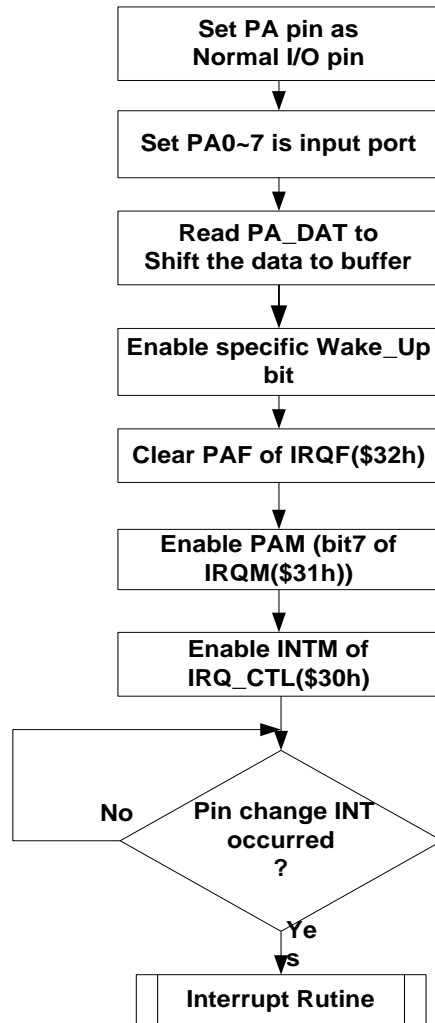 Set PA pin as
Normal I/O pin
Set PA0~7 is input port
Read PA_DAT to
Shift the data to buffer
Enable specific Wake_Up
bit
Clear PAF of IRQF($32h)
Enable PAM (bit7 of
IRQM($31h))
Enable INTM of
IRQ_CTL($30h)
No
Pin change INT
occurred
?
Ye
s
Interrupt Rutine